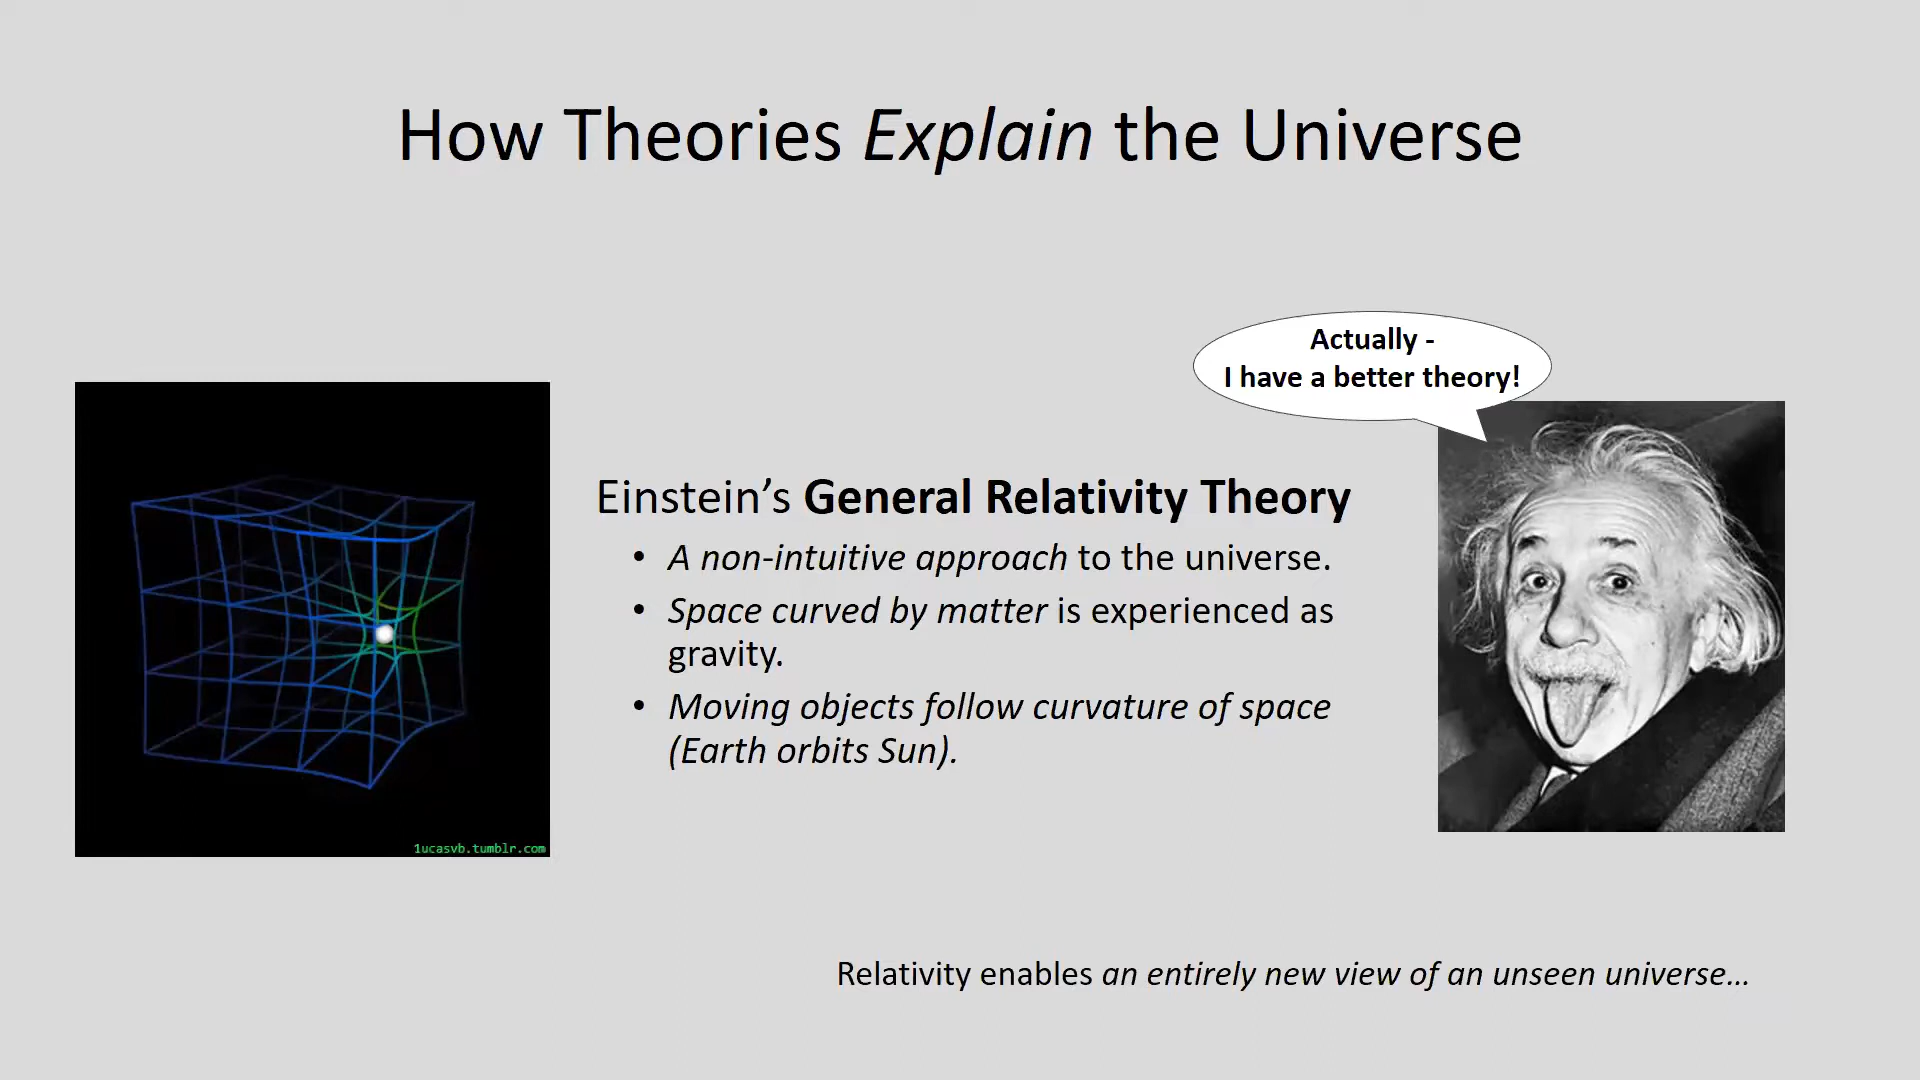 How Theories Explain the Universe
Actually -
I have a better theory!
Einstein’s General Relativity Theory
• A non-intuitive approach to the universe.
• Space curved by matter is experienced as
gravity.
• Moving objects follow curvature of space
(Earth orbits Sun).
1ucasvb.tumblr.com
Relativity enables an entirely new view of an unseen universe…